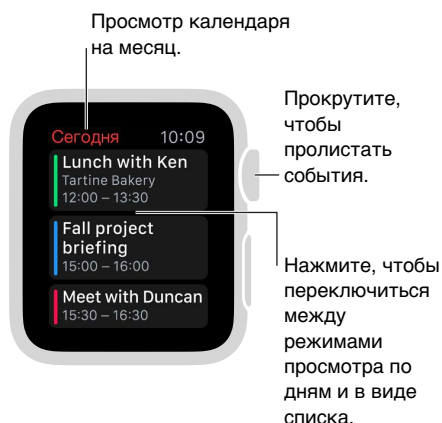 Просмотр календаря
на месяц.
Сегодня 10:09
Lunch with Ken
Tartine Bakery
12:00 – 13:30
Fall project
briefing
15:00 – 16:00
Meet with Duncan
15:30 – 16:30
Прокрутите,
чтобы
пролистать
события.
Нажмите, чтобы
переключиться
между
режимами
просмотра по
дням и в виде
списка.